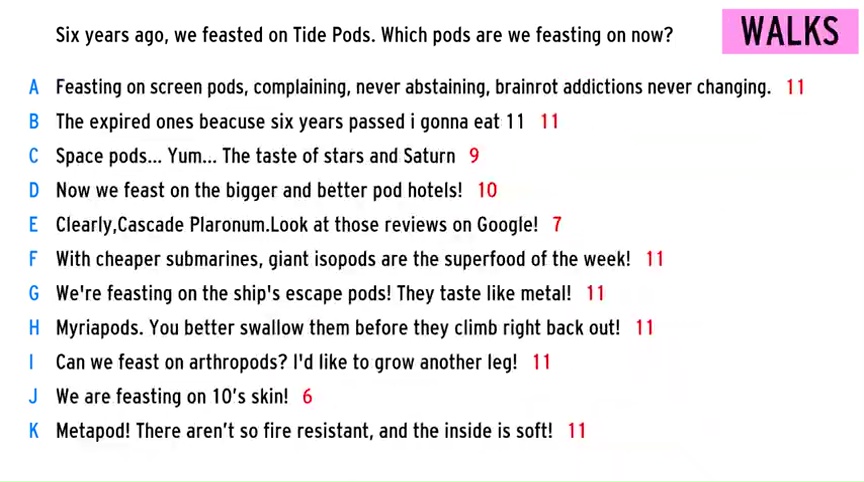 Six years ago, we feasted on Tide Pods. Which pods are we feasting on now?
WALKS
A Feasting on screen pods, complaining, never abstaining, brainrot addictions never changing. 11
B The expired ones beacuse six years passed i gonna eat 11 11
C Space pods... Yum... The taste of stars and Saturn 9
D Now we feast on the bigger and better pod hotels! 10
E Clearly,Cascade Plaronum.Look at those reviews on Google! 7
F With cheaper submarines, giant isopods are the superfood of the week! 11
G We're feasting on the ship's escape pods! They taste like metal! 11
H Myriapods. You better swallow them before they climb right back out! 11
I Can we feast on arthropods? I'd like to grow another leg! 11
J We are feasting on 10's skin! 6
K Metapod! There aren't so fire resistant, and the inside is soft! 11